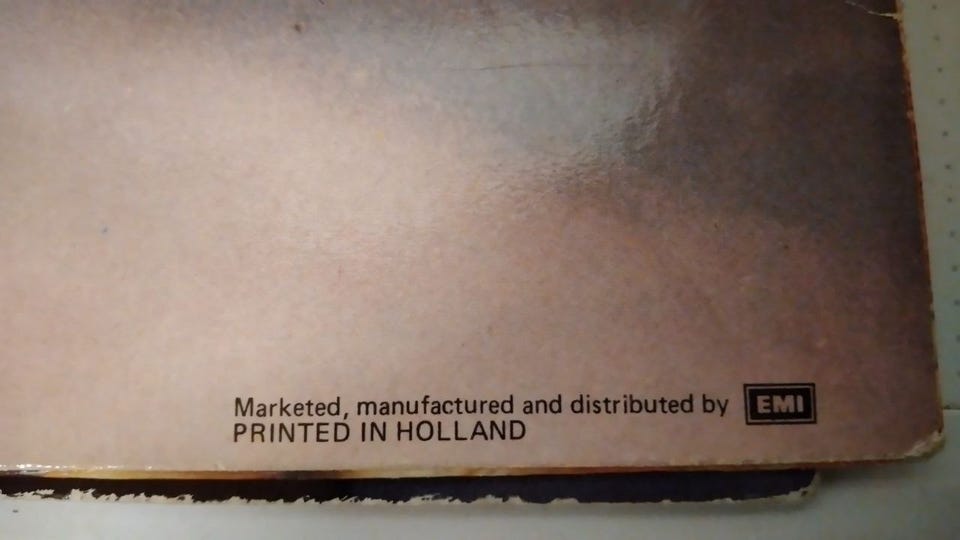 Marketed, manufactured and distributed by EMI
PRINTED IN HOLLAND